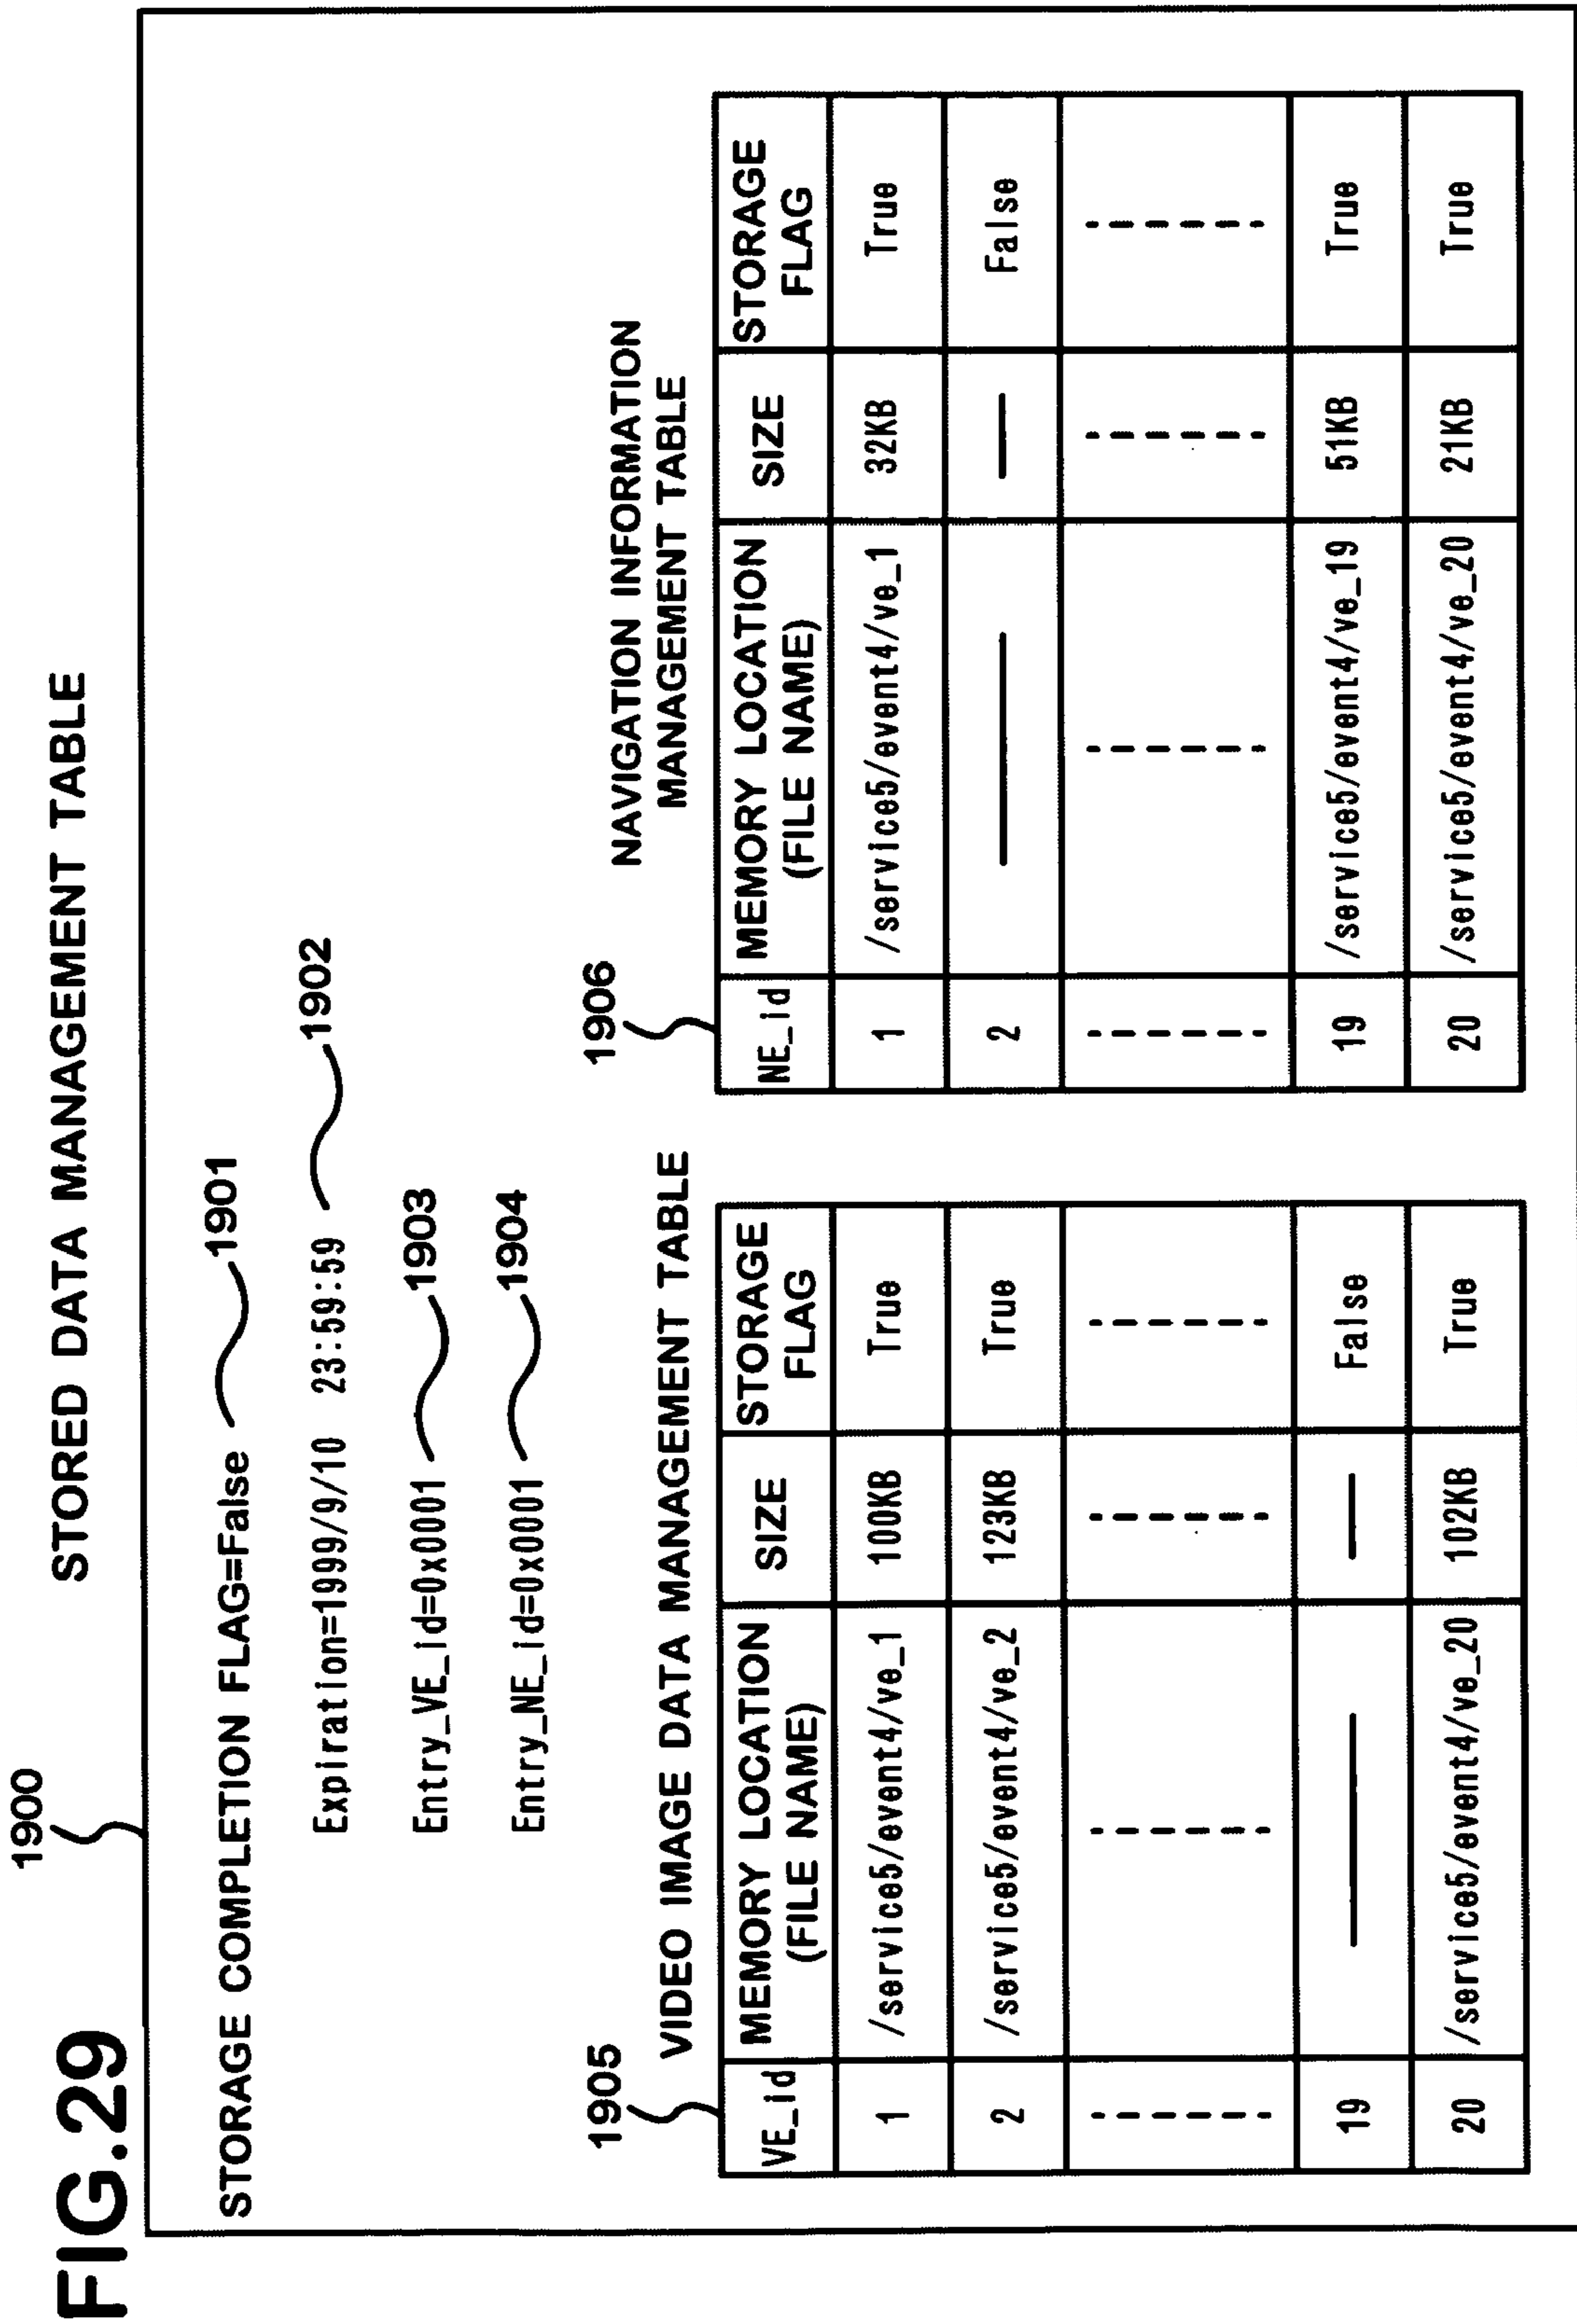 FIG.29
STORED DATA MANAGEMENT TABLE
1900
STORAGE COMPLETION FLAG=False 1901
Expiration=1999/9/10 23:59:59 1902
Entry_VE_id=0x0001 1903
Entry_NE_id=0x0001 1904
1905
VIDEO IMAGE DATA MANAGEMENT TABLE
VE_id MEMORY LOCATION (FILE NAME) SIZE STORAGE FLAG
1 /service5/event4/ve_1 100KB True
2 /service5/event4/ve_2 123KB True
19 False
20 /service5/event4/ve_20 102KB True
1906
NAVIGATION INFORMATION
MANAGEMENT TABLE
NE_id MEMORY LOCATION (FILE NAME) SIZE STORAGE FLAG
1 /service5/event4/ve_1 32KB True
2 False
19 /service5/event4/ve_19 51KB True
20 /service5/event4/ve_20 21KB True